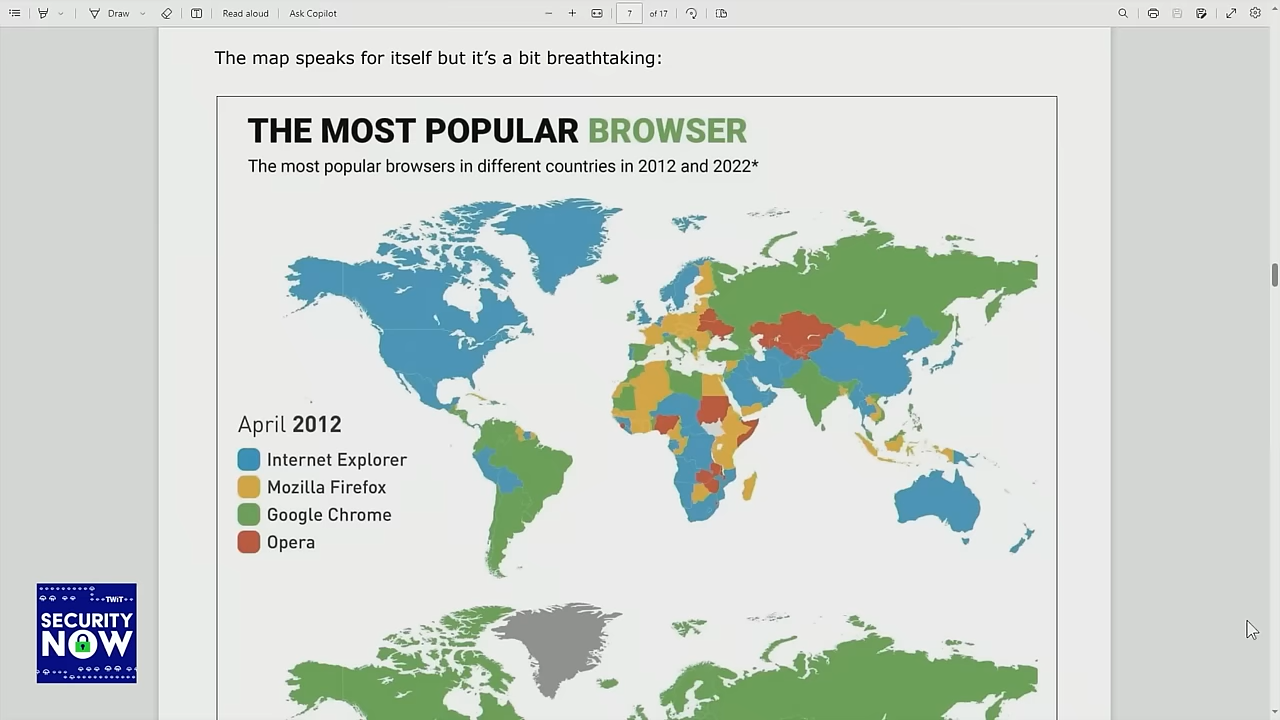 Draw
Read aloud
Ask Copilot
7 of 17
The map speaks for itself but it's a bit breathtaking:
THE MOST POPULAR BROWSER
The most popular browsers in different countries in 2012 and 2022*
April 2012
Internet Explorer
Mozilla Firefox
Google Chrome
Opera
TWiT
SECURITY
NOW